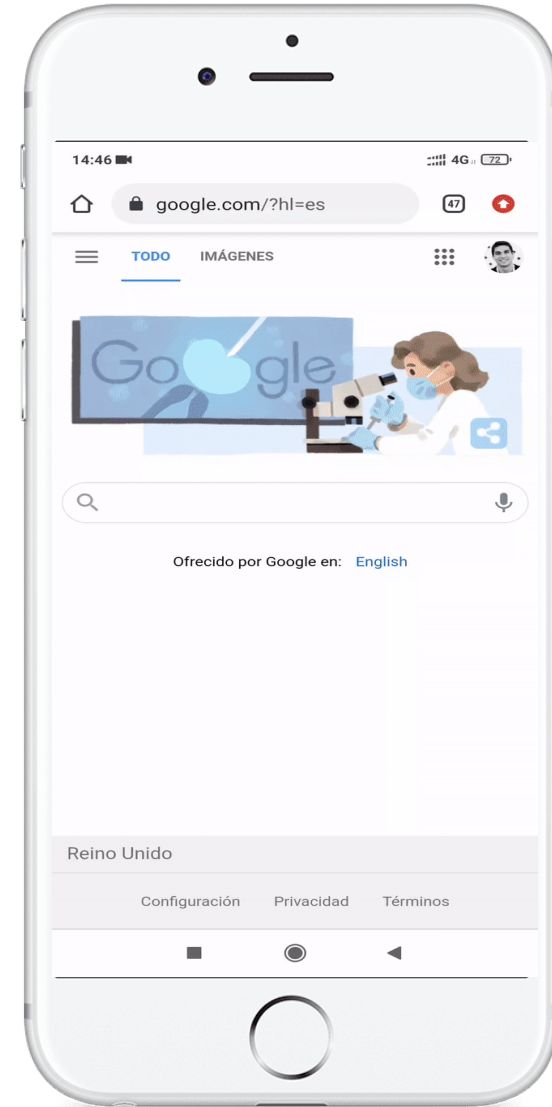 14:46 4G 72
google.com/?hl=es 47
TODO IMÁGENES
Google
Ofrecido por Google en: English
Reino Unido
Configuración Privacidad Términos